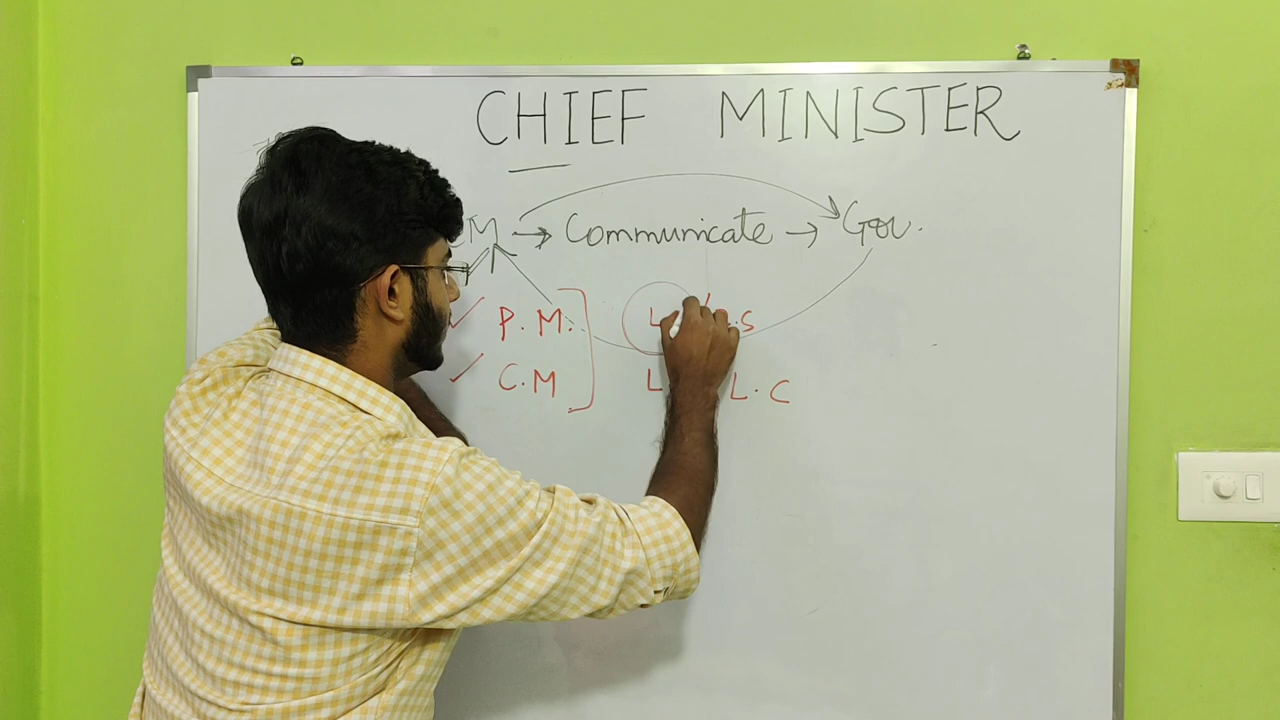 CHIEF MINISTER
M → Communicate → Gov.
✓ P. M. L .S
✓ C. M L. L. C